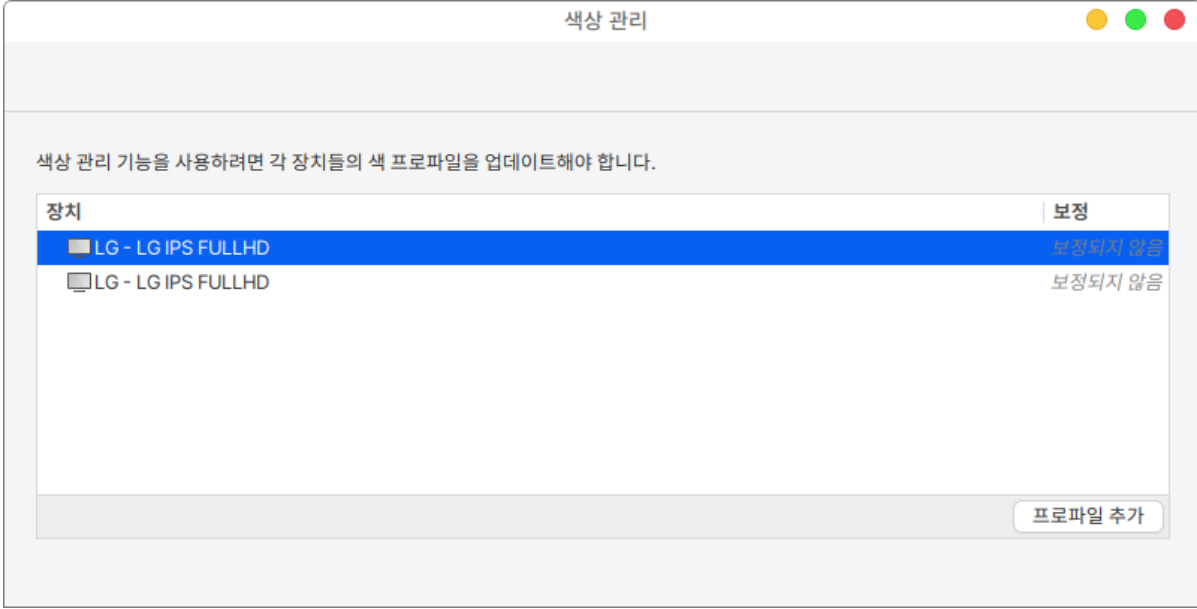 색상 관리
색상 관리 기능을 사용하려면 각 장치들의 색 프로파일을 업데이트해야 합니다.
장치 보정
LG - LG IPS FULLHD 보정되지 않음
LG - LG IPS FULLHD 보정되지 않음
프로파일 추가